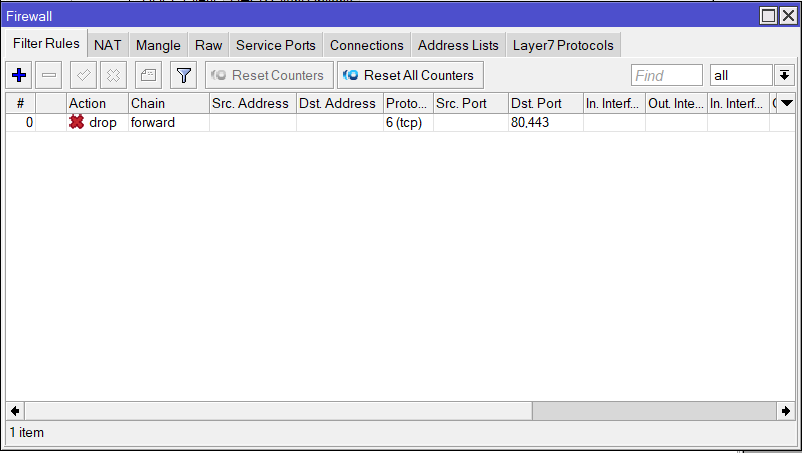 Firewall
Filter Rules NAT Mangle Raw Service Ports Connections Address Lists Layer7 Protocols
Reset Counters Reset All Counters Find all
# Action Chain Src. Address Dst. Address Proto... Src. Port Dst. Port In. Interf... Out. Inte... In. Interf...
0 drop forward 6 (tcp) 80,443
1 item